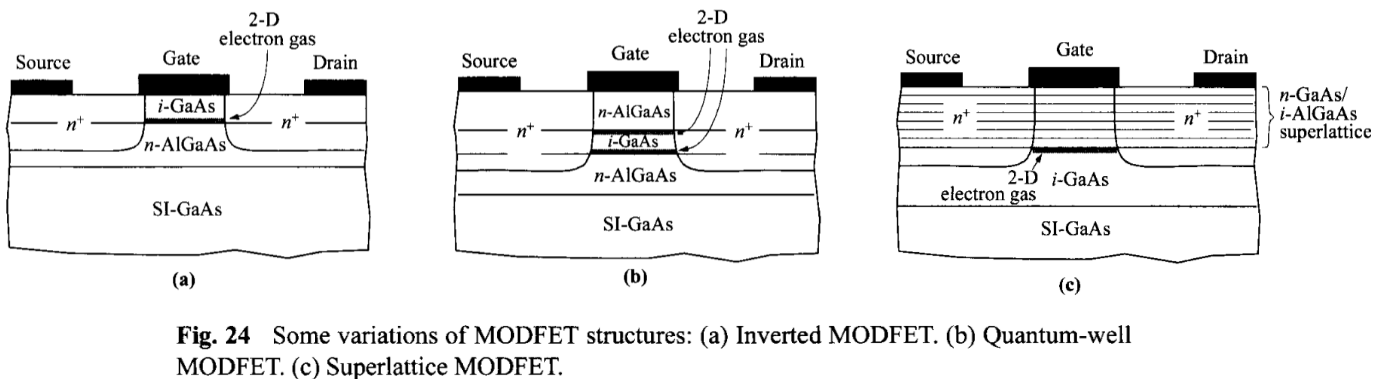 2-D
electron gas
Source
Gate
Drain
i-GaAs
n+
n+
n-AlGaAs
SI-GaAs
(a)
2-D
electron gas
Source
Gate
Drain
n-AlGaAs
n+
n+
i-GaAs
n-AlGaAs
SI-GaAs
(b)
Source
Gate
Drain
n+
n+
n-GaAs/
i-AlGaAs
superlattice
2-D
electron gas
i-GaAs
SI-GaAs
(c)
Fig. 24 Some variations of MODFET structures: (a) Inverted MODFET. (b) Quantum-well
MODFET. (c) Superlattice MODFET.